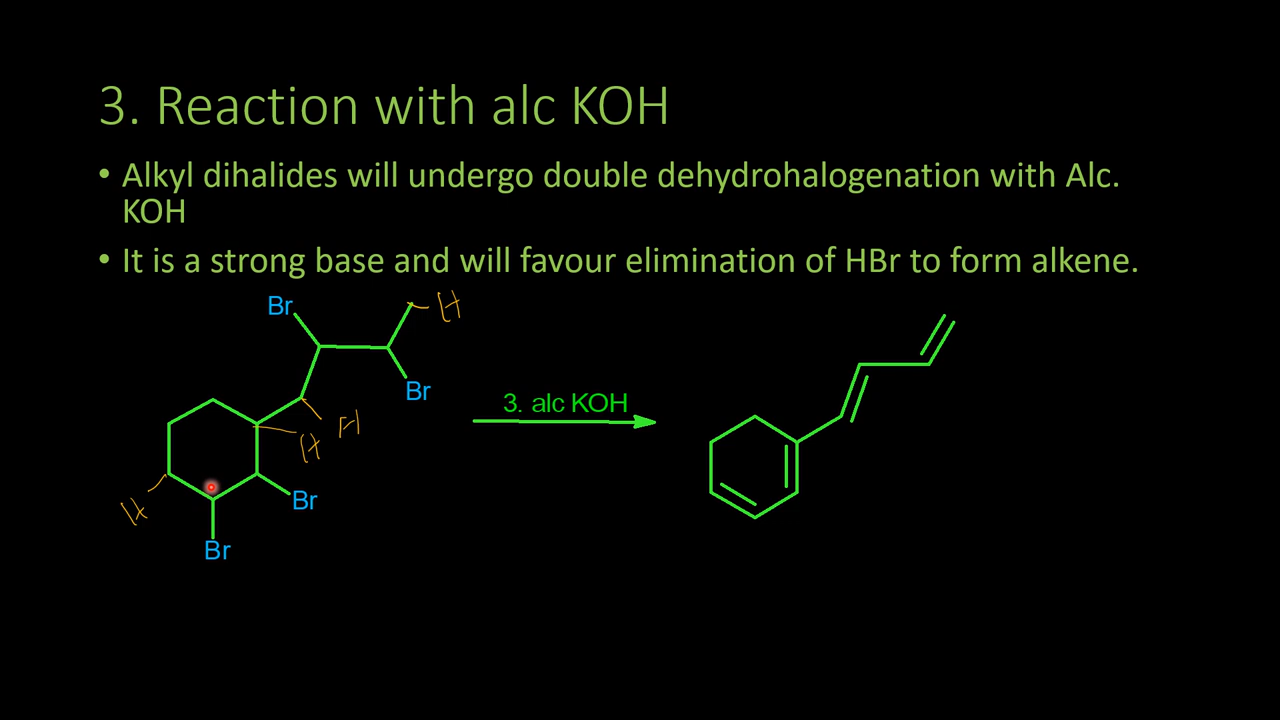 3. Reaction with alc KOH
• Alkyl dihalides will undergo double dehydrohalogenation with Alc.
KOH
• It is a strong base and will favour elimination of HBr to form alkene.
Br
H
Br
3. alc KOH
H
H
Br
H
Br